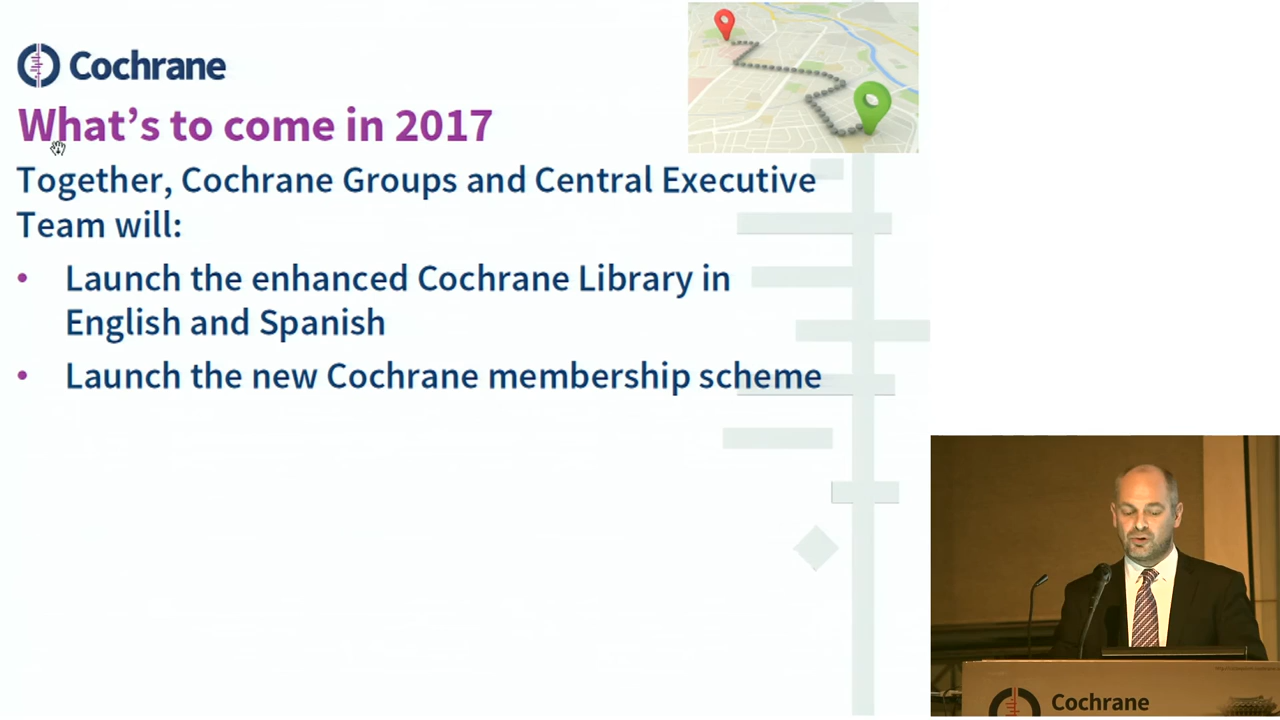 Cochrane
What's to come in 2017
Together, Cochrane Groups and Central Executive
Team will:
• Launch the enhanced Cochrane Library in
English and Spanish
• Launch the new Cochrane membership scheme
Cochrane